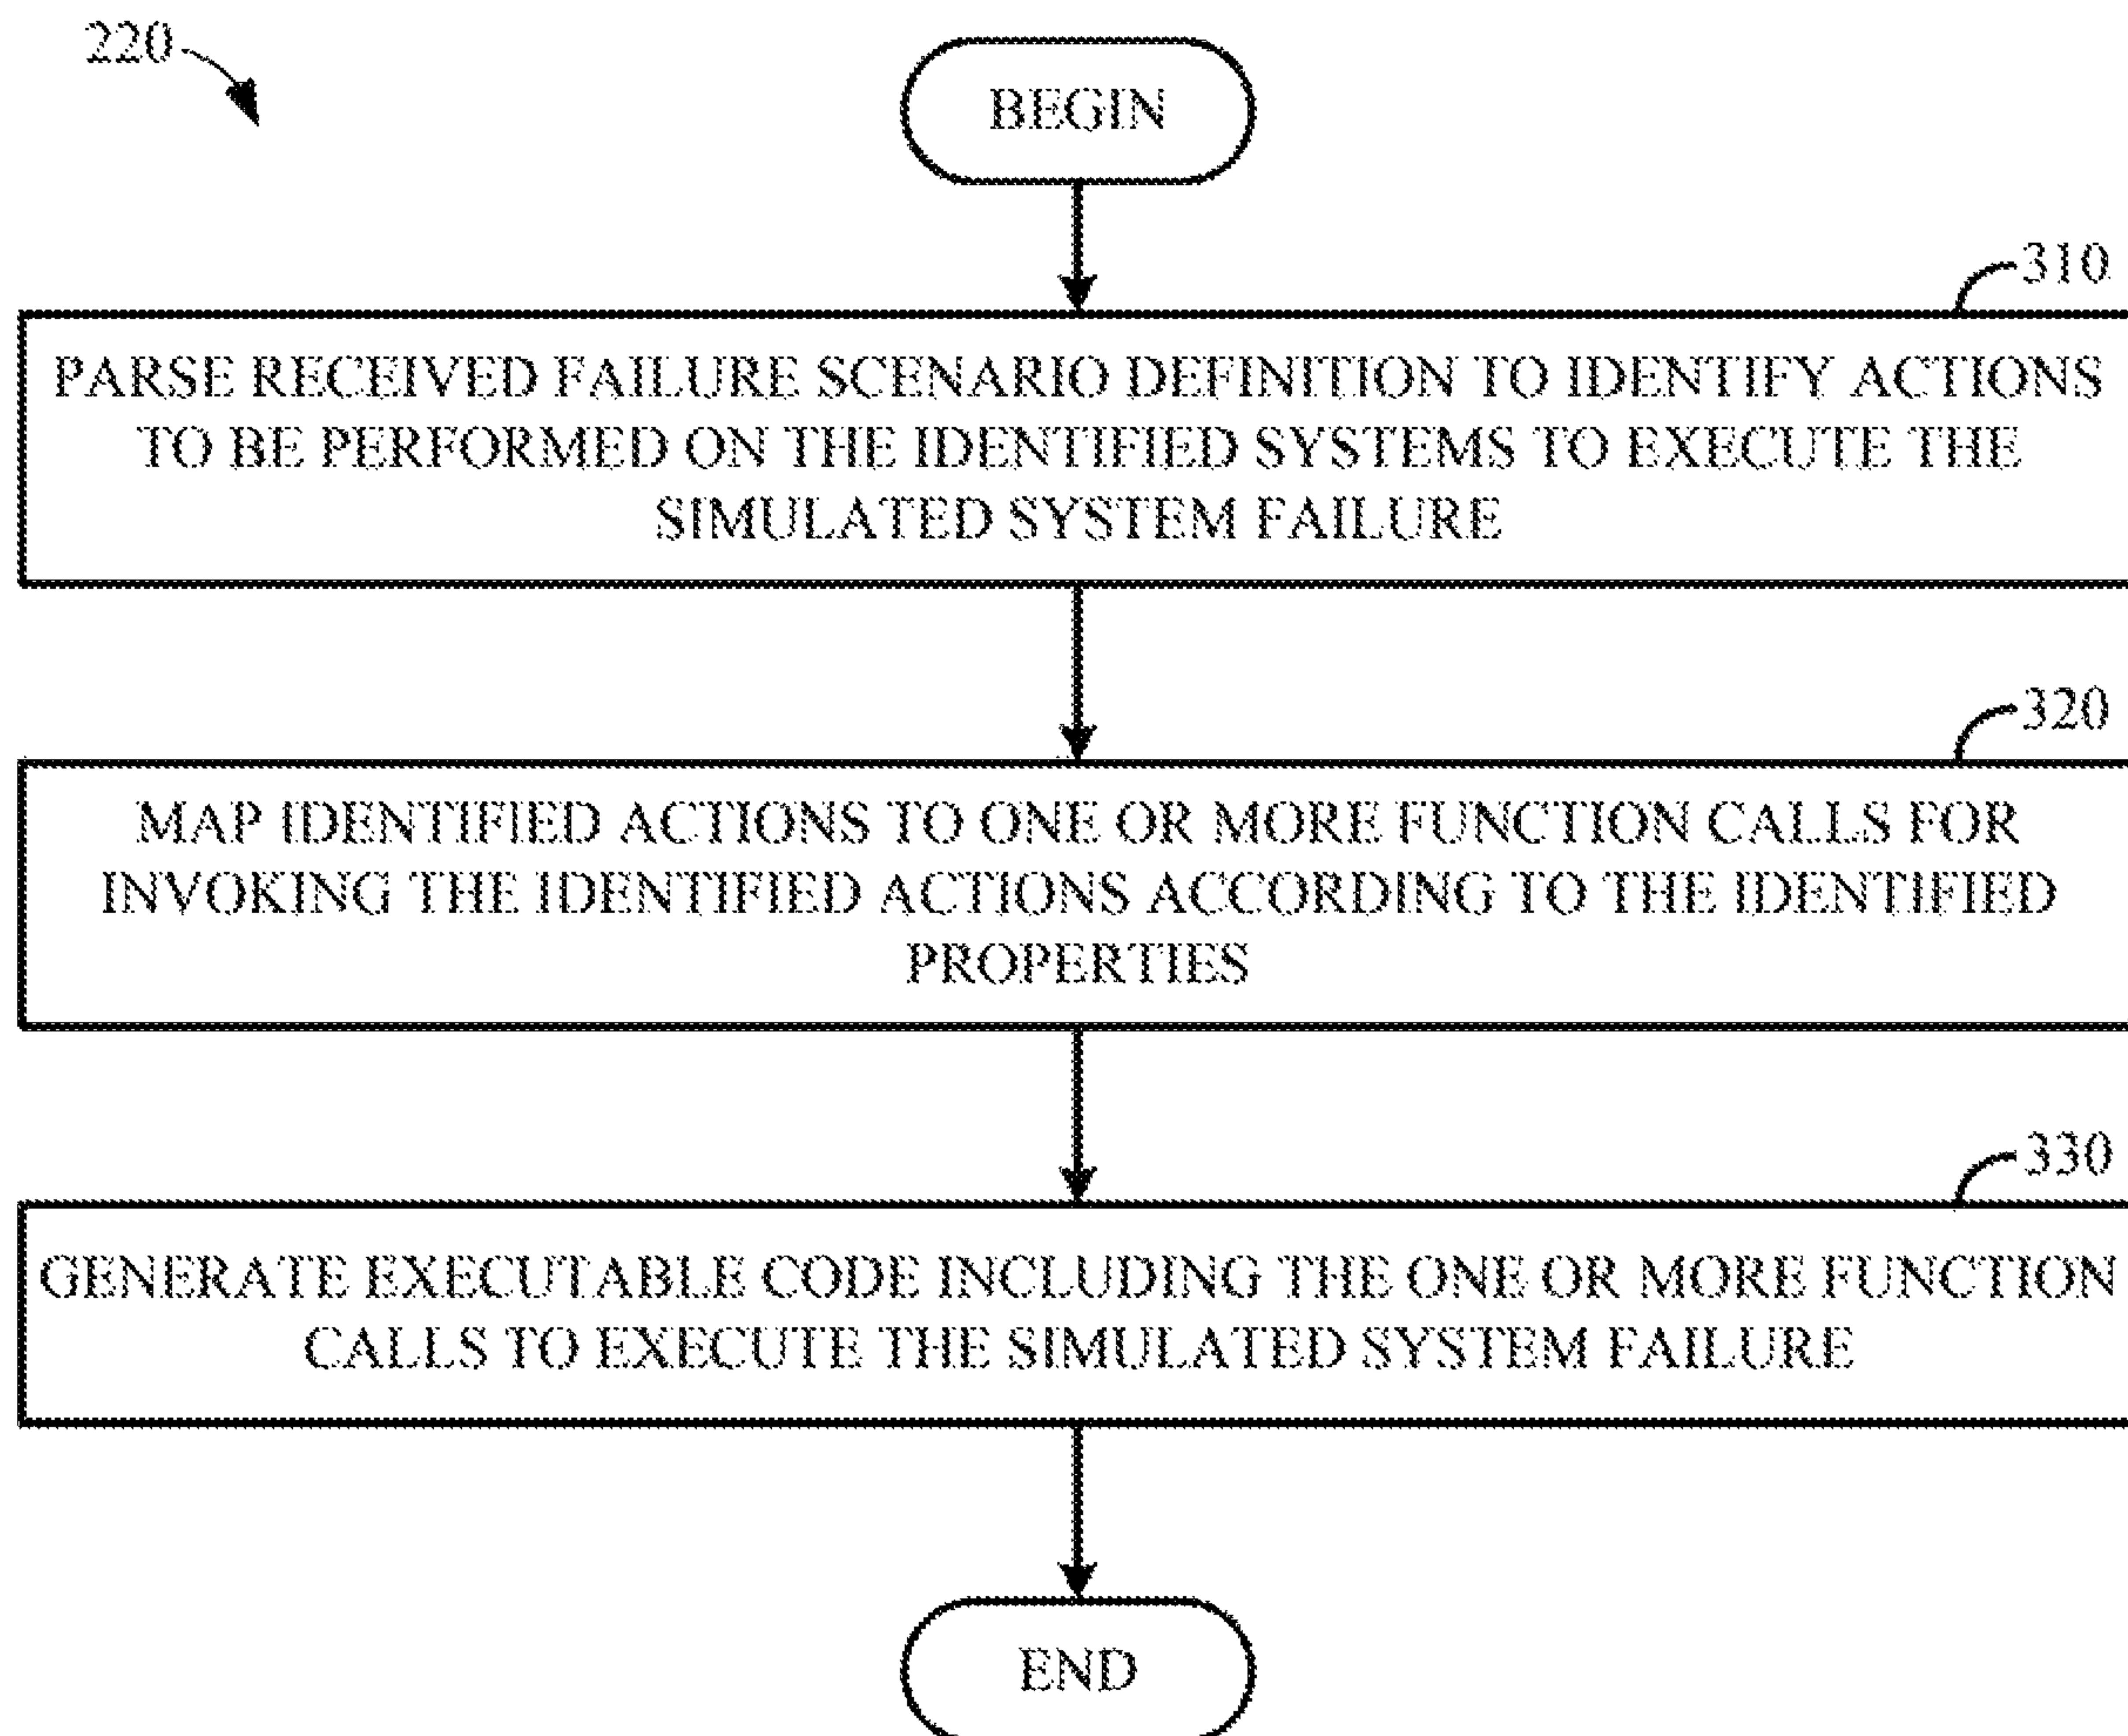 220
BEGIN
310
PARSE RECEIVED FAILURE SCENARIO DEFINITION TO IDENTIFY ACTIONS
TO BE PERFORMED ON THE IDENTIFIED SYSTEMS TO EXECUTE THE
SIMULATED SYSTEM FAILURE
320
MAP IDENTIFIED ACTIONS TO ONE OR MORE FUNCTION CALLS FOR
INVOKING THE IDENTIFIED ACTIONS ACCORDING TO THE IDENTIFIED
PROPERTIES
330
GENERATE EXECUTABLE CODE INCLUDING THE ONE OR MORE FUNCTION
CALLS TO EXECUTE THE SIMULATED SYSTEM FAILURE
END